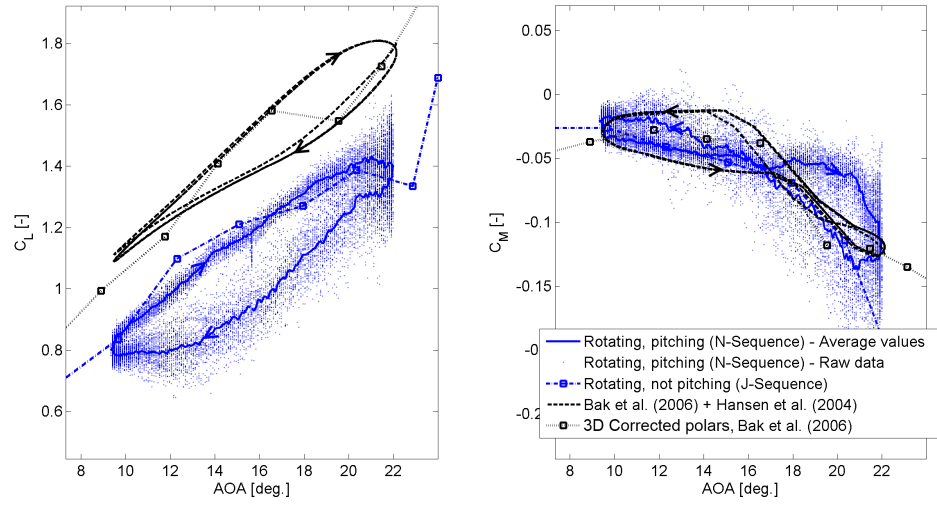 1.8
1.6
1.4
1.2
1
0.8
0.6
C_L [-]
8 10 12 14 16 18 20 22
AOA [deg.]
0.05
0
-0.05
-0.1
-0.15
-0
-0.2
C_M [-]
Rotating, pitching (N-Sequence) - Average values
Rotating, pitching (N-Sequence) - Raw data
Rotating, not pitching (J-Sequence)
Bak et al. (2006) + Hansen et al. (2004)
3D Corrected polars, Bak et al. (2006)
8 10 12 14 16 18 20 22
AOA [deg.]